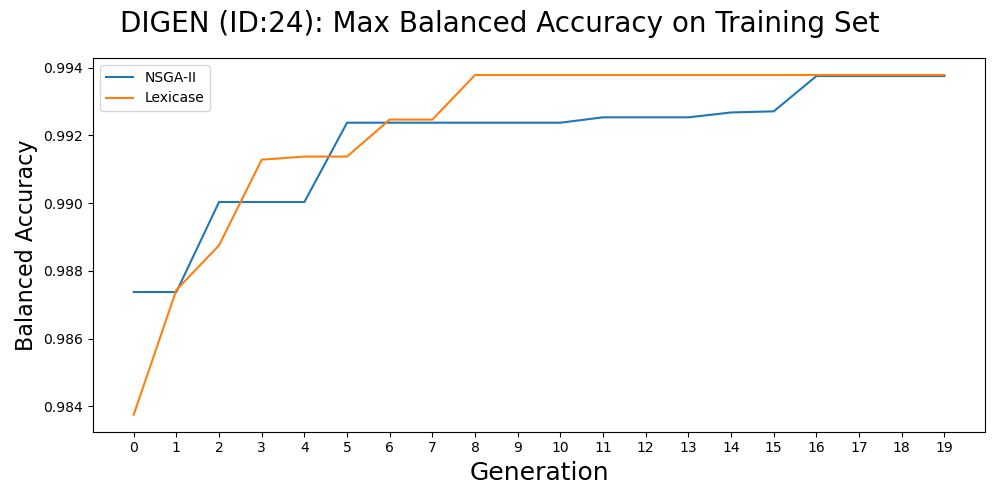 DIGEN (ID:24): Max Balanced Accuracy on Training Set
NSGA-II
Lexicase
Balanced Accuracy
0.994
0.992
0.990
0.988
0.986
0.984
0 1 2 3 4 5 6 7 8 9 10 11 12 13 14 15 16 17 18 19
Generation